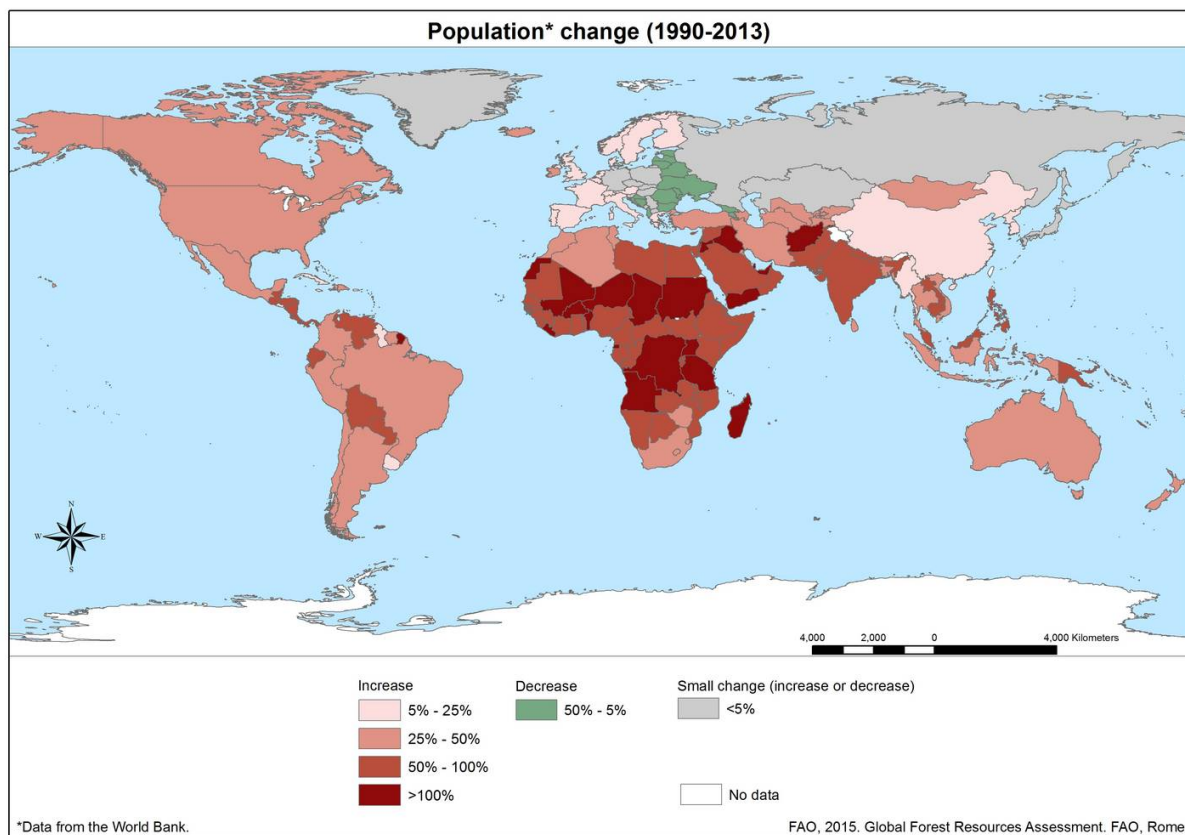 Population* change (1990-2013)
N
W E
S
4,000 2,000 0 4,000 Kilometers
Increase
5% - 25%
25% - 50%
50% - 100%
>100%
Decrease
50% - 5%
Small change (increase or decrease)
<5%
No data
*Data from the World Bank.
FAO, 2015. Global Forest Resources Assessment. FAO, Rome